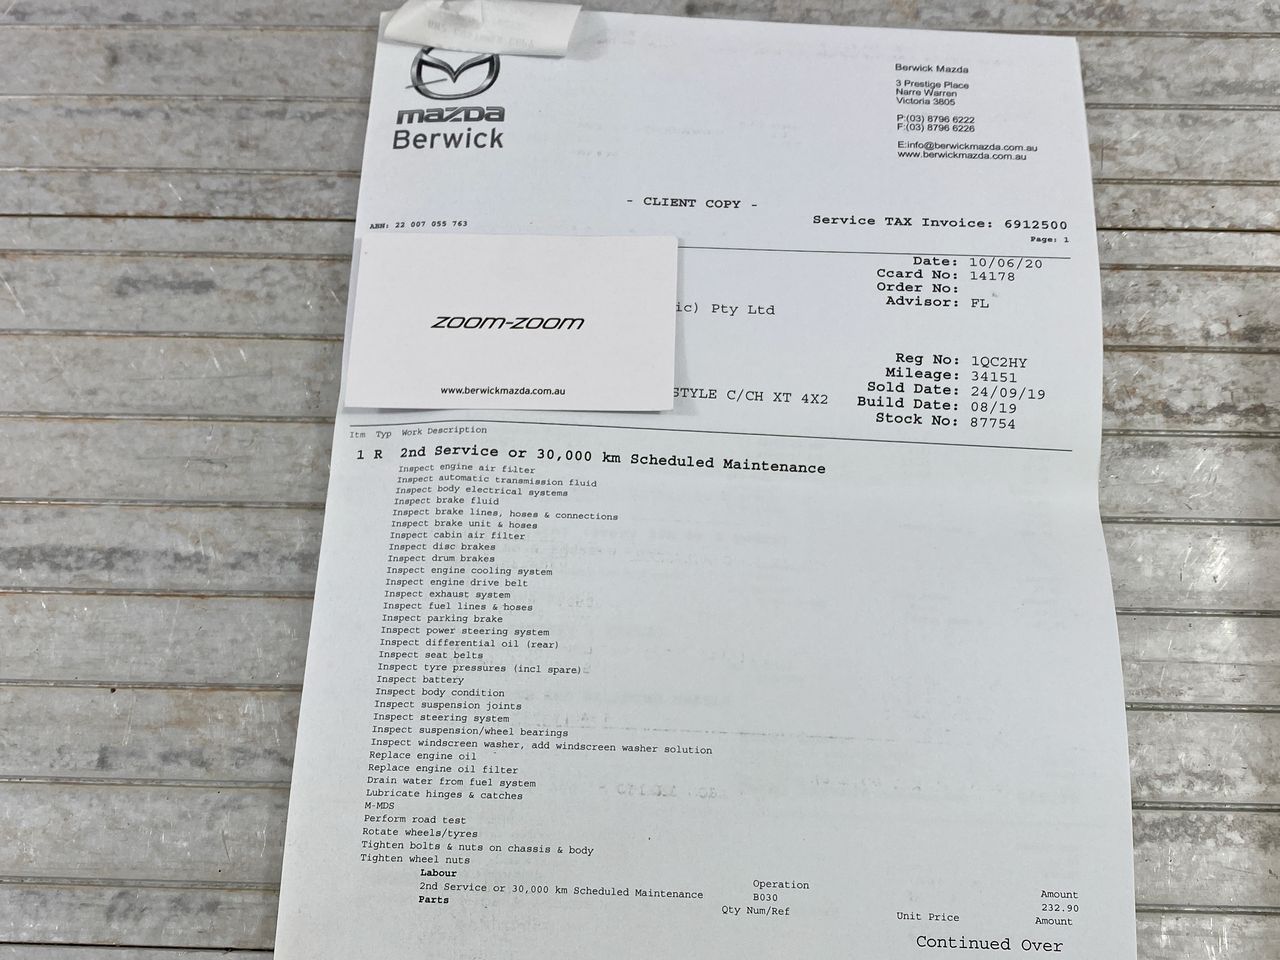 mazda
Berwick
Berwick Mazda
3 Prestige Place
Narre Warren
Victoria 3805
P:(03) 8796 6222
F:(03) 8796 6226
E:info@berwickmazda.com.au
www.berwickmazda.com.au
- CLIENT COPY -
ABN: 22 007 055 763
Service TAX Invoice: 6912500
Page: 1
Date: 10/06/20
Ccard No: 14178
Order No:
Advisor: FL
ic) Pty Ltd
zoom-zoom
www.berwickmazda.com.au
Reg No: 1QC2HY
Mileage: 34151
Sold Date: 24/09/19
STYLE C/CH XT 4X2
Build Date: 08/19
Stock No: 87754
Itm Typ Work Description
1 R 2nd Service or 30,000 km Scheduled Maintenance
Inspect engine air filter
Inspect automatic transmission fluid
Inspect body electrical systems
Inspect brake fluid
Inspect brake lines, hoses & connections
Inspect brake unit & hoses
Inspect cabin air filter
Inspect disc brakes
Inspect drum brakes
Inspect engine cooling system
Inspect engine drive belt
Inspect exhaust system
Inspect fuel lines & hoses
Inspect parking brake
Inspect power steering system
Inspect differential oil (rear)
Inspect seat belts
Inspect tyre pressures (incl spare)
Inspect battery
Inspect body condition
Inspect suspension joints
Inspect steering system
Inspect suspension/wheel bearings
Inspect windscreen washer, add windscreen washer solution
Replace engine oil
Replace engine oil filter
Drain water from fuel system
Lubricate hinges & catches
M-MDS
Perform road test
Rotate wheels/tyres
Tighten bolts & nuts on chassis & body
Tighten wheel nuts
Labour Operation Amount
2nd Service or 30,000 km Scheduled Maintenance B030 232.90
Parts Qty Num/Ref Unit Price Amount
Continued Over